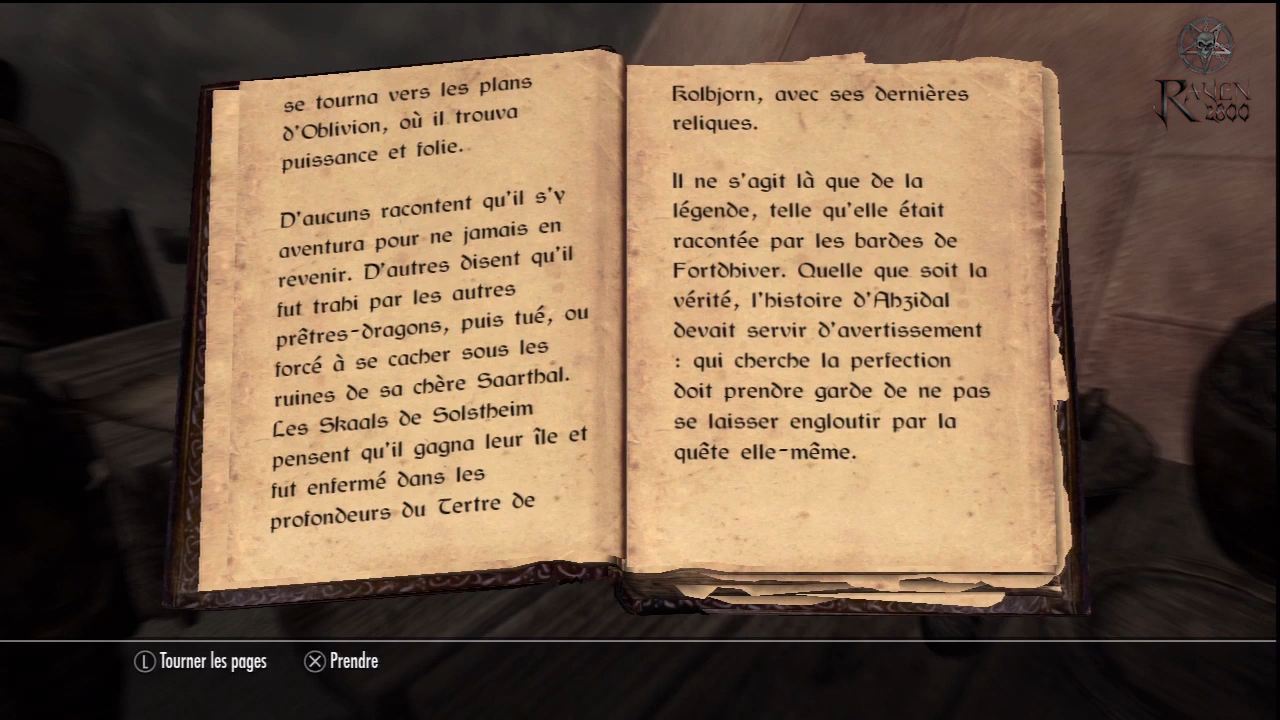 se tourna vers les plans
d'Oblivion, où il trouva
puissance et folie.
D'aucuns racontent qu'il s'y
aventura pour ne jamais en
revenir. D'autres disent qu'il
fut trahi par les autres
prêtres-dragons, puis tué, ou
forcé à se cacher sous les
ruines de sa chère Saarthal.
Les Skaals de Solstheim
pensent qu'il gagna leur île et
fut enfermé dans les
profondeurs du Tertre de
Kolbjorn, avec ses dernières
reliques.
Il ne s'agit là que de la
légende, telle qu'elle était
racontée par les bardes de
Fortdhiver. Quelle que soit la
vérité, l'histoire d'Ahzidal
devait servir d'avertissement
: qui cherche la perfection
doit prendre garde de ne pas
se laisser engloutir par la
quête elle-même.
RAVEN
2600
L Tourner les pages X Prendre